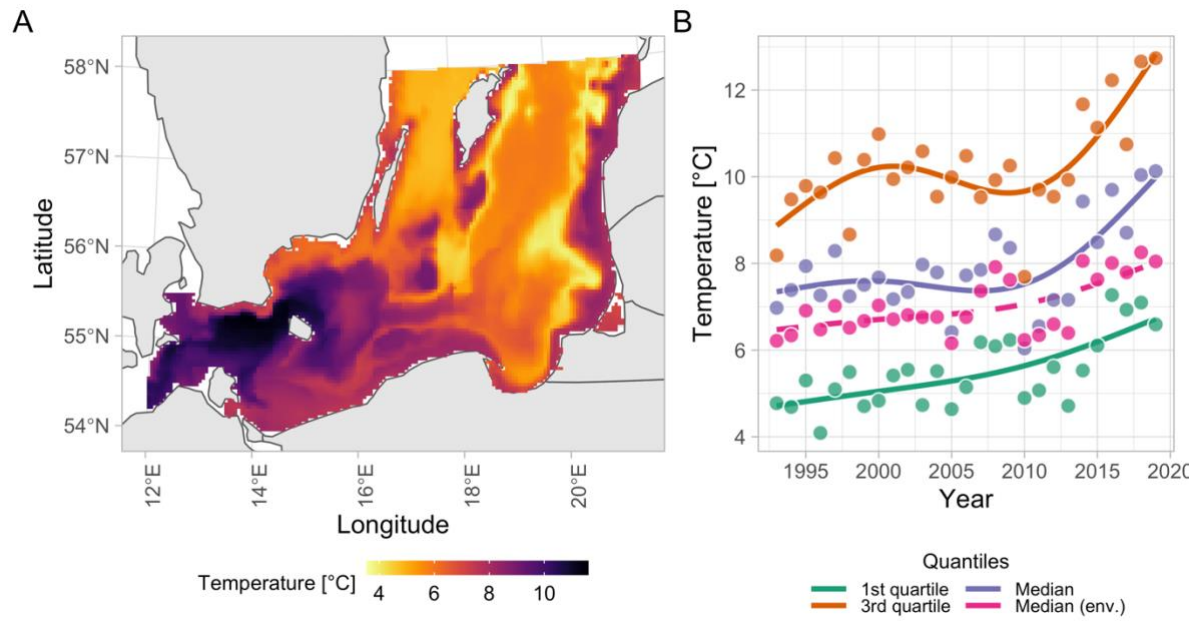 A
58°N
57°N
56°N
55°N
54°N
Latitude
12°E
14°E
16°E
18°E
20°E
Longitude
Temperature [°C]
4
6
8
10
B
12
10
8
6
4
Temperature [°C]
1995
2000
2005
2010
2015
2020
Year
Quantiles
1st quartile
Median
3rd quartile
Median (env.)